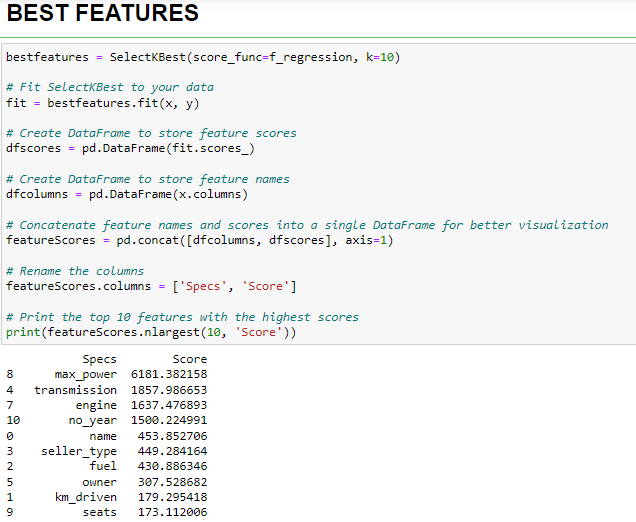 BEST FEATURES
bestfeatures = SelectKBest(score_func=f_regression, k=10)
# Fit SelectKBest to your data
fit = bestfeatures.fit(x, y)
# Create DataFrame to store feature scores
dfscores = pd.DataFrame(fit.scores_)
# Create DataFrame to store feature names
dfcolumns = pd.DataFrame(x.columns)
# Concatenate feature names and scores into a single DataFrame for better visualization
featureScores = pd.concat([dfcolumns, dfscores], axis=1)
# Rename the columns
featureScores.columns = ['Specs', 'Score']
# Print the top 10 features with the highest scores
print(featureScores.nlargest(10, 'Score'))
Specs Score
8 max_power 6181.382158
4 transmission 1857.986653
7 engine 1637.476893
10 no_year 1500.224991
0 name 453.852706
3 seller_type 449.284164
2 fuel 430.886346
5 owner 307.528682
1 km_driven 179.295418
9 seats 173.112006